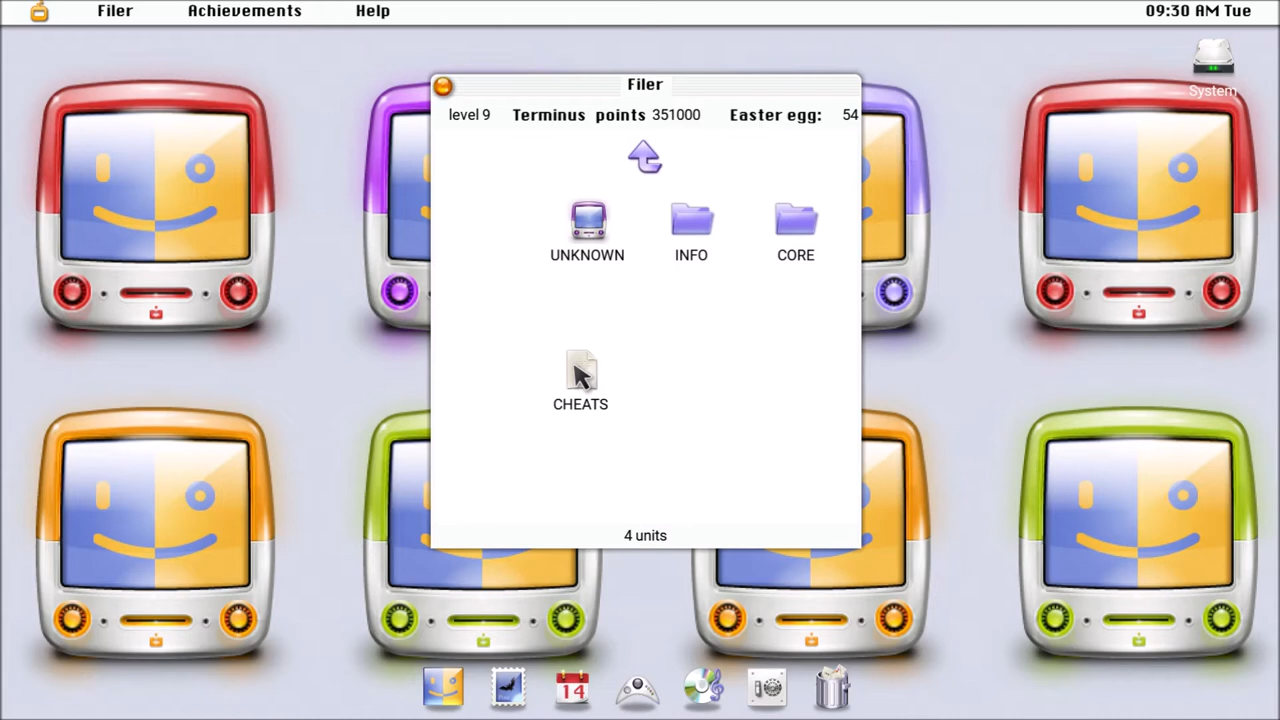 Filer Achievements Help 09:30 AM Tue
System
Filer
level 9 Terminus points 351000 Easter egg: 54
UNKNOWN INFO CORE
CHEATS
4 units
14